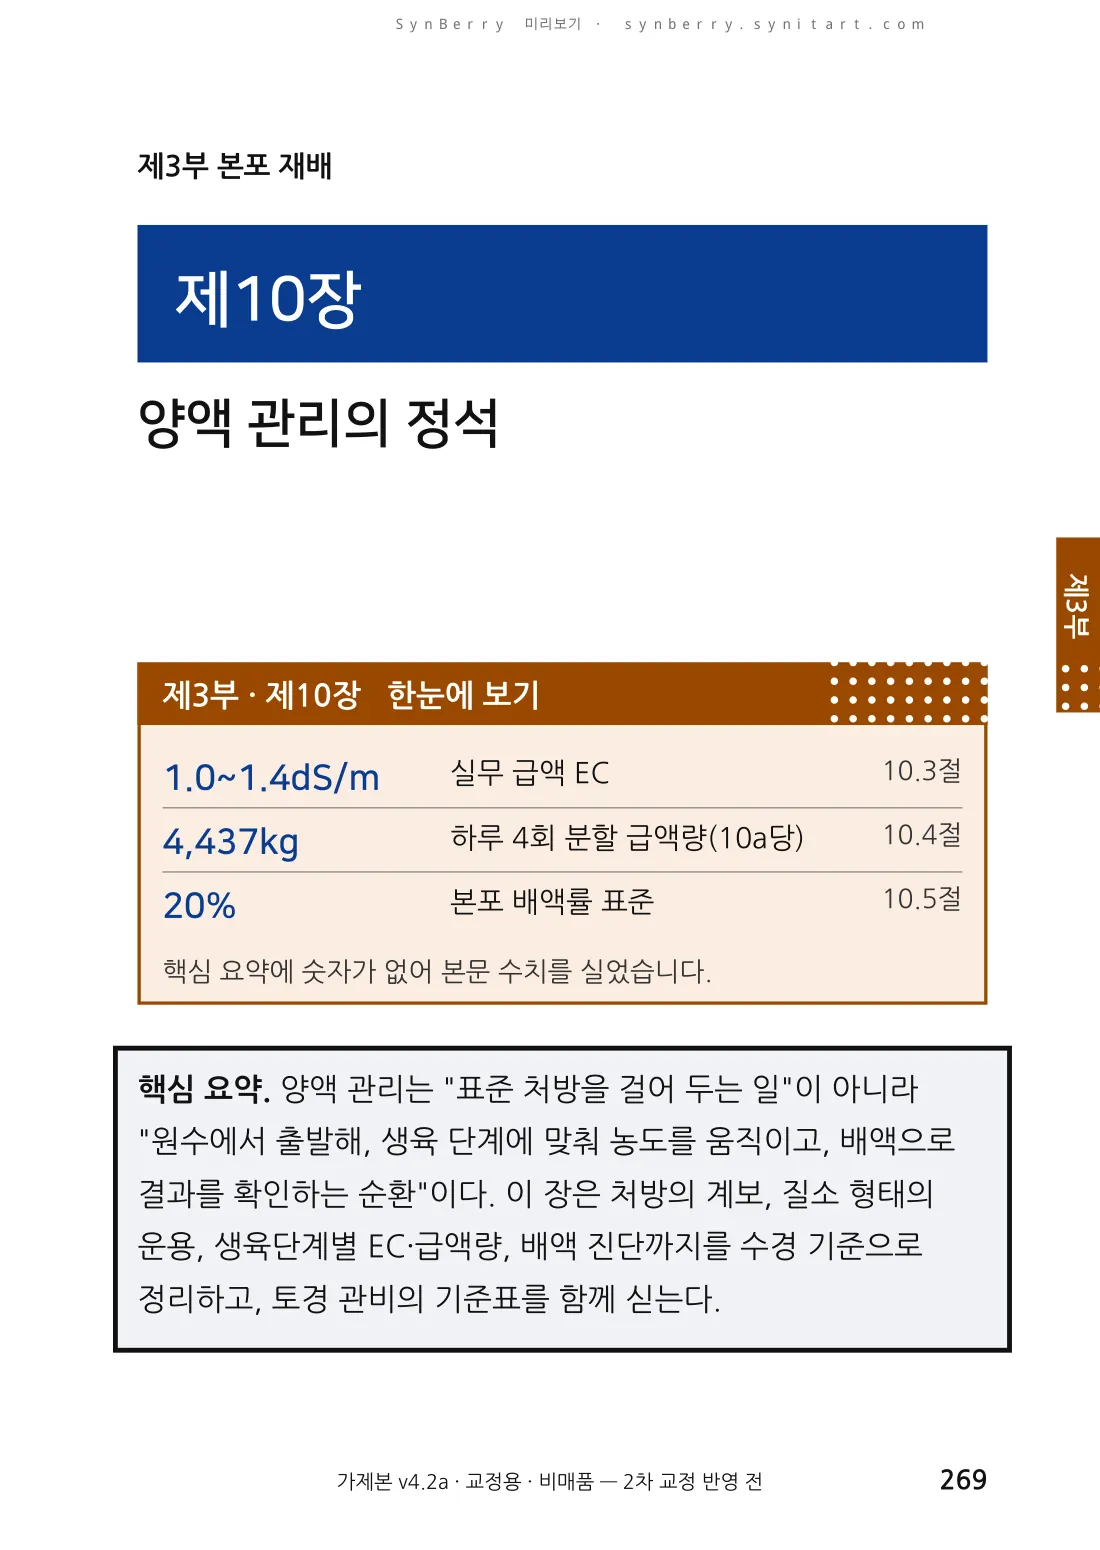 SynBerry 미리보기 · synberry.synitart.com
제3부 본포 재배
제10장
양액 관리의 정석
제3부
제3부 · 제10장 한눈에 보기
1.0~1.4dS/m 실무 급액 EC 10.3절
4,437kg 하루 4회 분할 급액량(10a당) 10.4절
20% 본포 배액률 표준 10.5절
핵심 요약에 숫자가 없어 본문 수치를 실었습니다.
핵심 요약. 양액 관리는 "표준 처방을 걸어 두는 일"이 아니라
"원수에서 출발해, 생육 단계에 맞춰 농도를 움직이고, 배액으로
결과를 확인하는 순환"이다. 이 장은 처방의 계보, 질소 형태의
운용, 생육단계별 EC·급액량, 배액 진단까지를 수경 기준으로
정리하고, 토경 관비의 기준표를 함께 싣는다.
가제본 v4.2a · 교정용 · 비매품 — 2차 교정 반영 전
269